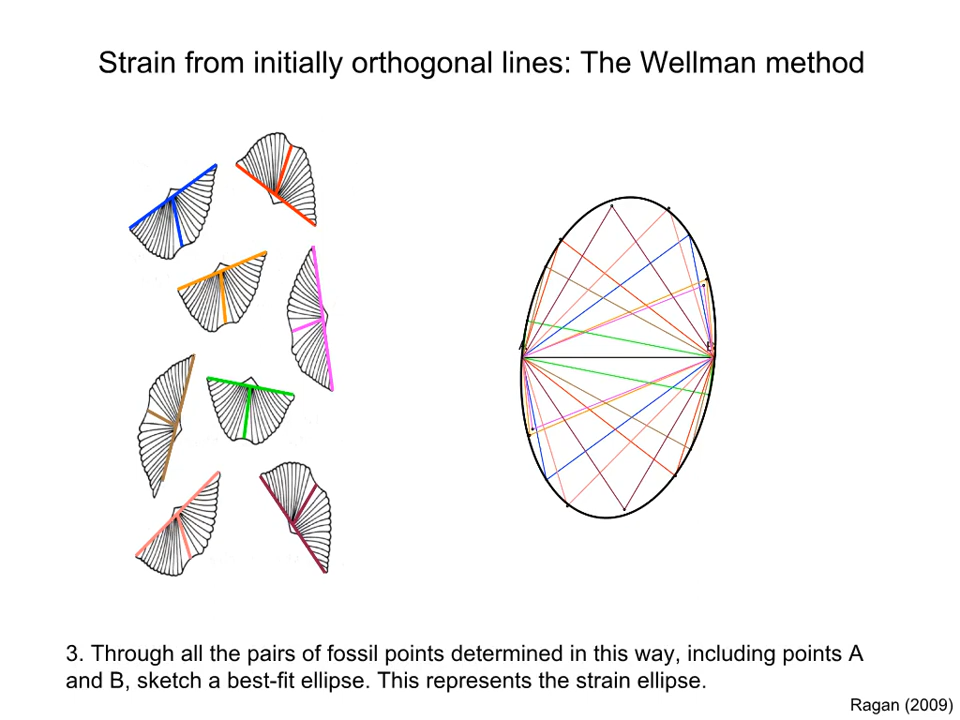 Strain from initially orthogonal lines: The Wellman method
A
B
3. Through all the pairs of fossil points determined in this way, including points A
and B, sketch a best-fit ellipse. This represents the strain ellipse.
Ragan (2009)